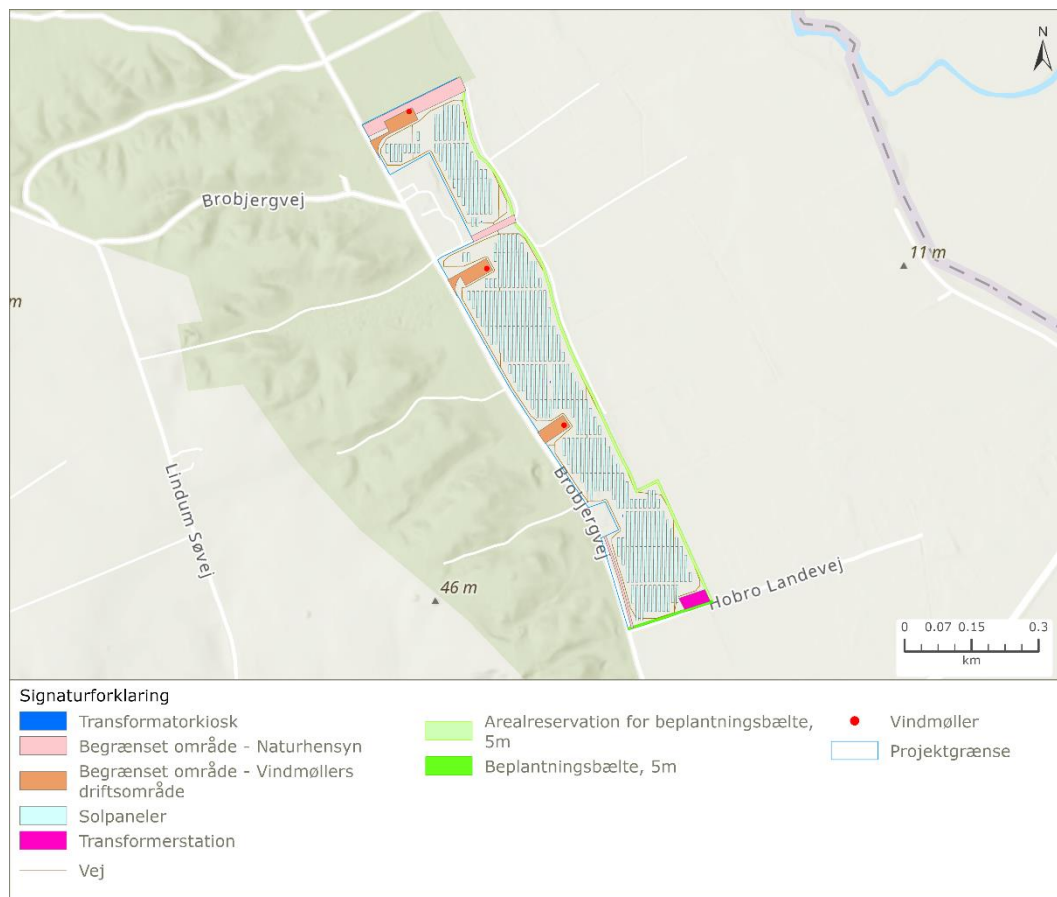 N
Brobjergvej
11 m
m
Brobjergvej
Lindum Søvej
46 m
Hobro Landevej
0 0.07 0.15 0.3
km
Signaturforklaring
Transformatorkiosk
Begrænset område - Naturhensyn
Begrænset område - Vindmøllers
driftsområde
Solpaneler
Transformerstation
Vej
Arealreservation for beplantningsbælte,
5m
Beplantningsbælte, 5m
Vindmøller
Projektgrænse